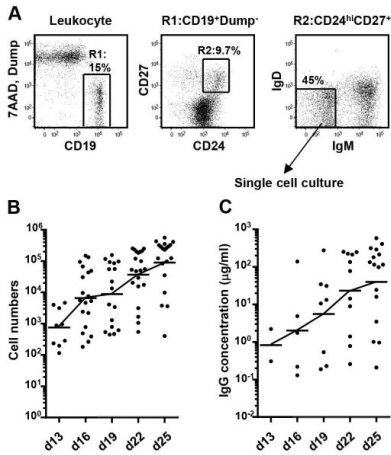 A
Leukocyte
R1:CD19⁺Dump⁻
R2:CD24ʰⁱCD27⁺
7AAD, Dump
R1:
15%
CD19
CD27
R2:9.7%
CD24
IgD
45%
IgM
Single cell culture
B
Cell numbers
10⁶
10⁵
10⁴
10³
10²
10¹
10⁰
d13
d16
d19
d22
d25
C
IgG concentration (μg/ml)
10³
10²
10¹
10⁰
10⁻¹
10⁻²
d13
d16
d19
d22
d25